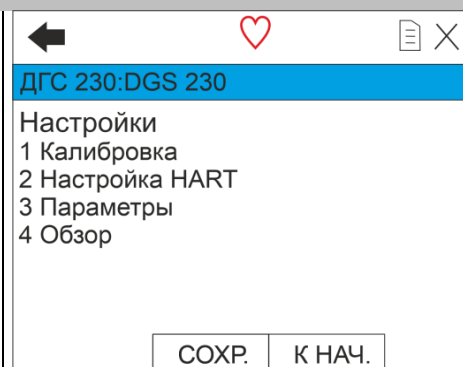 ДГС 230:DGS 230
Настройки
1 Калибровка
2 Настройка HART
3 Параметры
4 Обзор
СОХР.
К НАЧ.